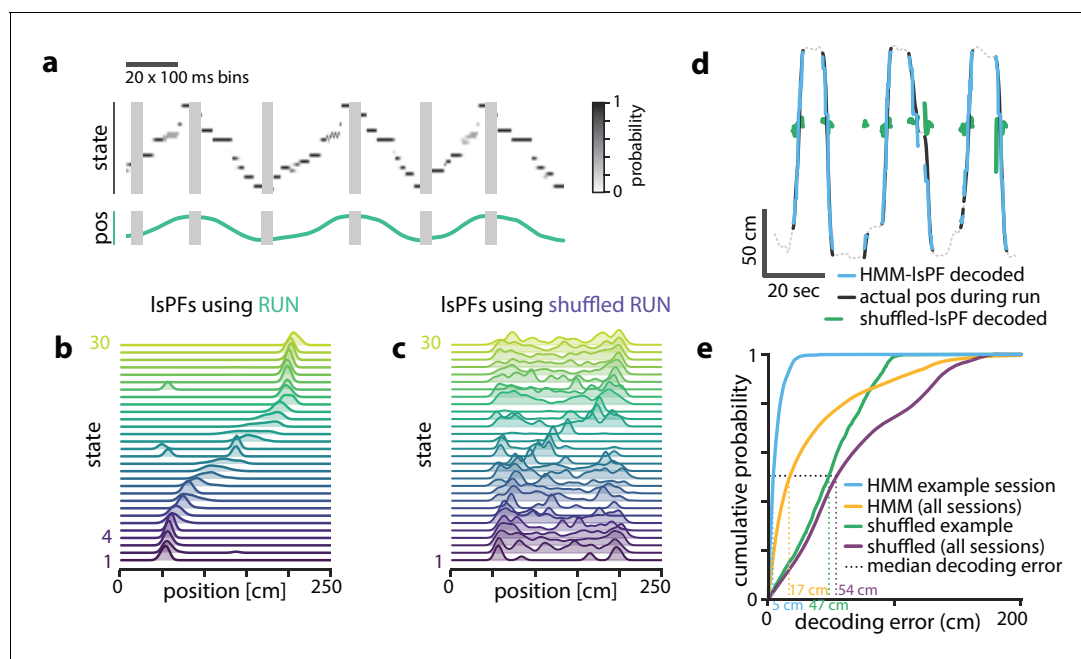 a
20 x 100 ms bins
state
1
0
probability
pos
lsPFs using RUN
b
30
state
4
1
0
position [cm]
250
lsPFs using shuffled RUN
c
30
state
1
0
position [cm]
250
d
50 cm
20 sec
HMM-lsPF decoded
actual pos during run
shuffled-lsPF decoded
e
1
cumulative probability
0
HMM example session
HMM (all sessions)
shuffled example
shuffled (all sessions)
median decoding error
17 cm
54 cm
5 cm
47 cm
0
decoding error (cm)
200